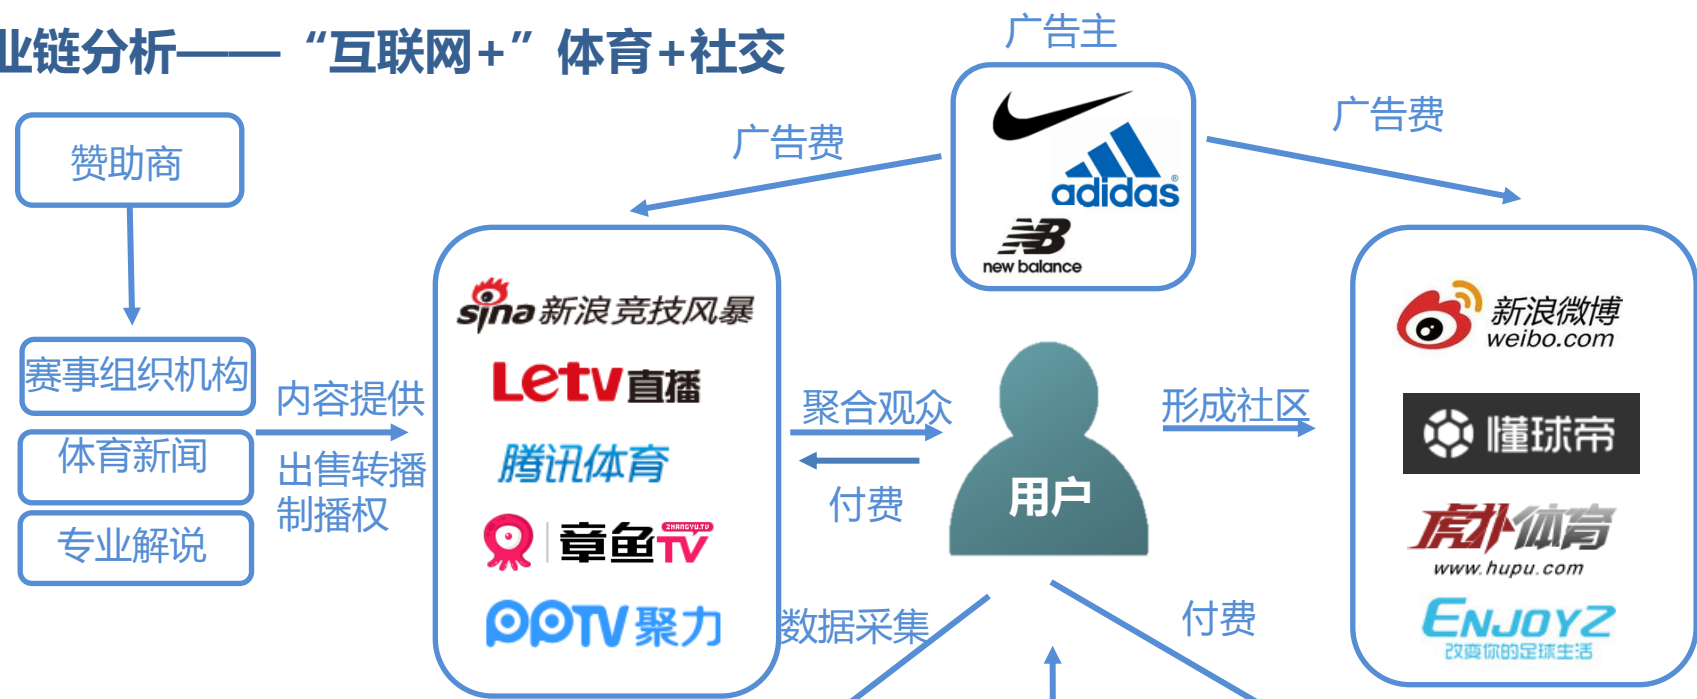 业链分析——“互联网+”体育+社交
广告主
赞助商
广告费
adidas
new balance
广告费
赛事组织机构
体育新闻
专业解说
内容提供
出售转播
制播权
sina 新浪竞技风暴
Letv直播
腾讯体育
章鱼TV
ZHANGYU.TV
PPTV聚力
聚合观众
付费
用户
形成社区
新浪微博
weibo.com
懂球帝
虎扑体育
www.hupu.com
ENJOYZ
改变你的足球生活
数据采集
付费